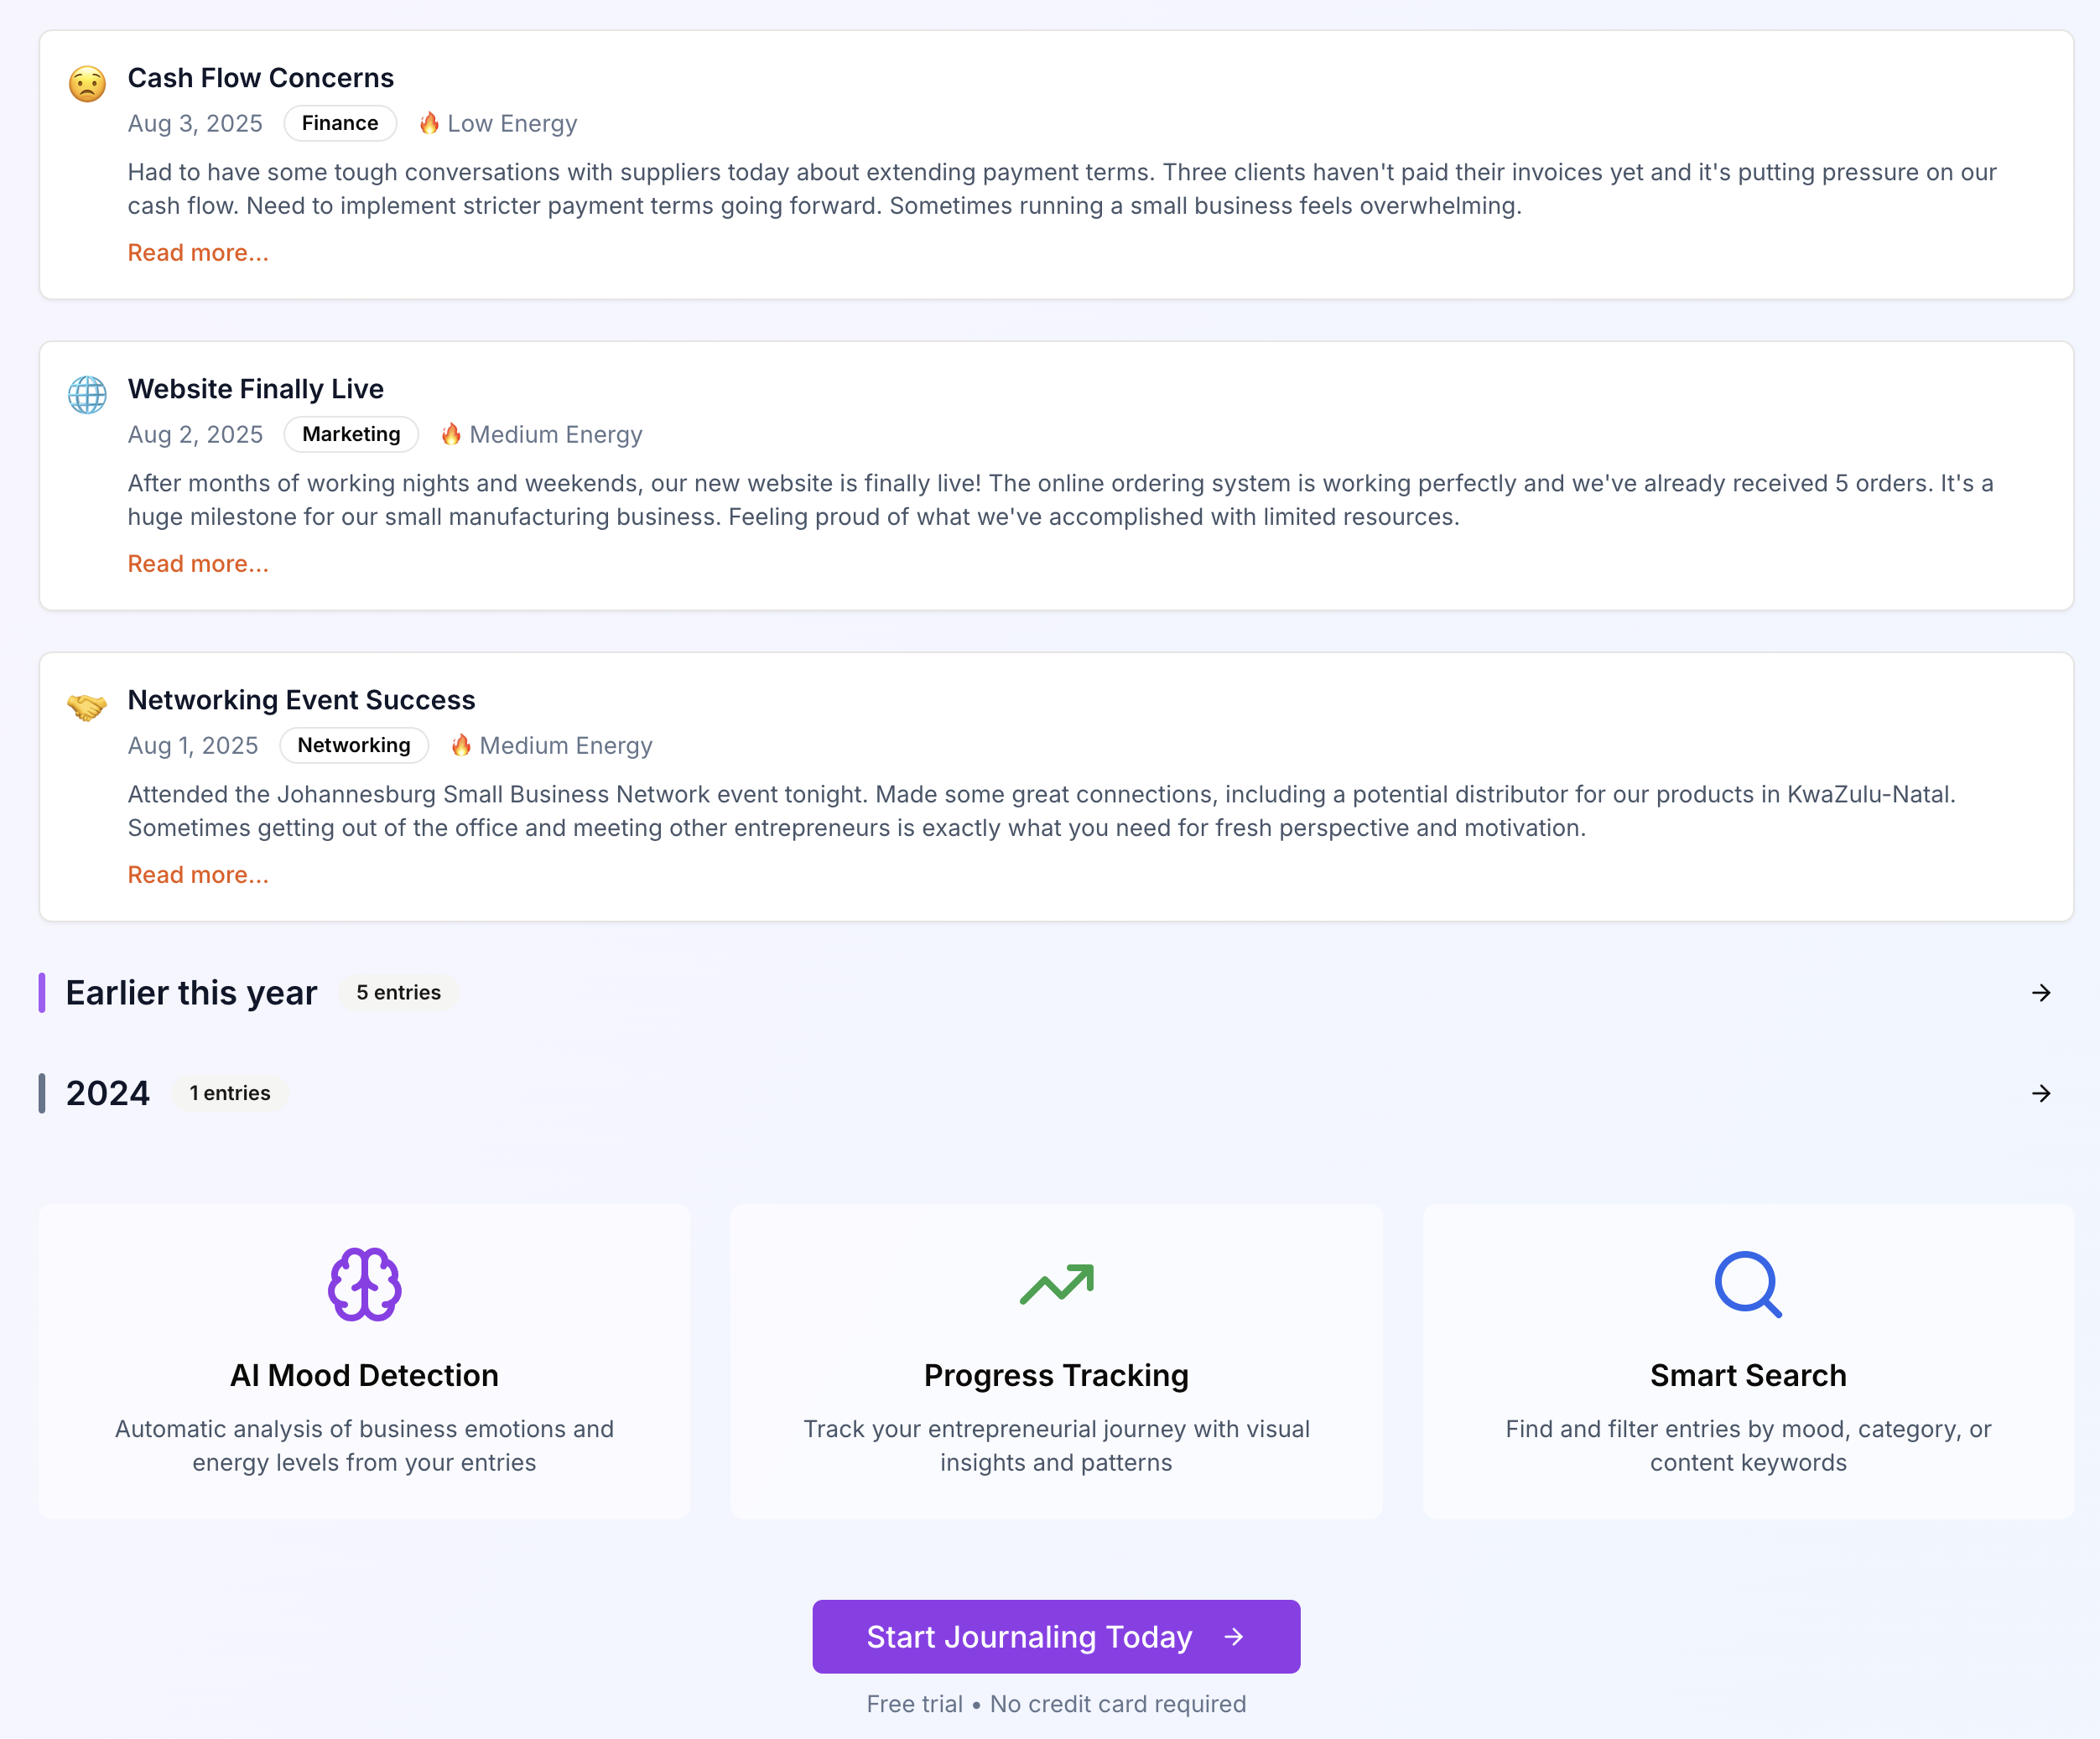 Cash Flow Concerns
Aug 3, 2025 Finance 🔥 Low Energy
Had to have some tough conversations with suppliers today about extending payment terms. Three clients haven't paid their invoices yet and it's putting pressure on our
cash flow. Need to implement stricter payment terms going forward. Sometimes running a small business feels overwhelming.
Read more...
Website Finally Live
Aug 2, 2025 Marketing 🔥 Medium Energy
After months of working nights and weekends, our new website is finally live! The online ordering system is working perfectly and we've already received 5 orders. It's a
huge milestone for our small manufacturing business. Feeling proud of what we've accomplished with limited resources.
Read more...
Networking Event Success
Aug 1, 2025 Networking 🔥 Medium Energy
Attended the Johannesburg Small Business Network event tonight. Made some great connections, including a potential distributor for our products in KwaZulu-Natal.
Sometimes getting out of the office and meeting other entrepreneurs is exactly what you need for fresh perspective and motivation.
Read more...
Earlier this year 5 entries
2024 1 entries
AI Mood Detection
Automatic analysis of business emotions and
energy levels from your entries
Progress Tracking
Track your entrepreneurial journey with visual
insights and patterns
Smart Search
Find and filter entries by mood, category, or
content keywords
Start Journaling Today →
Free trial • No credit card required